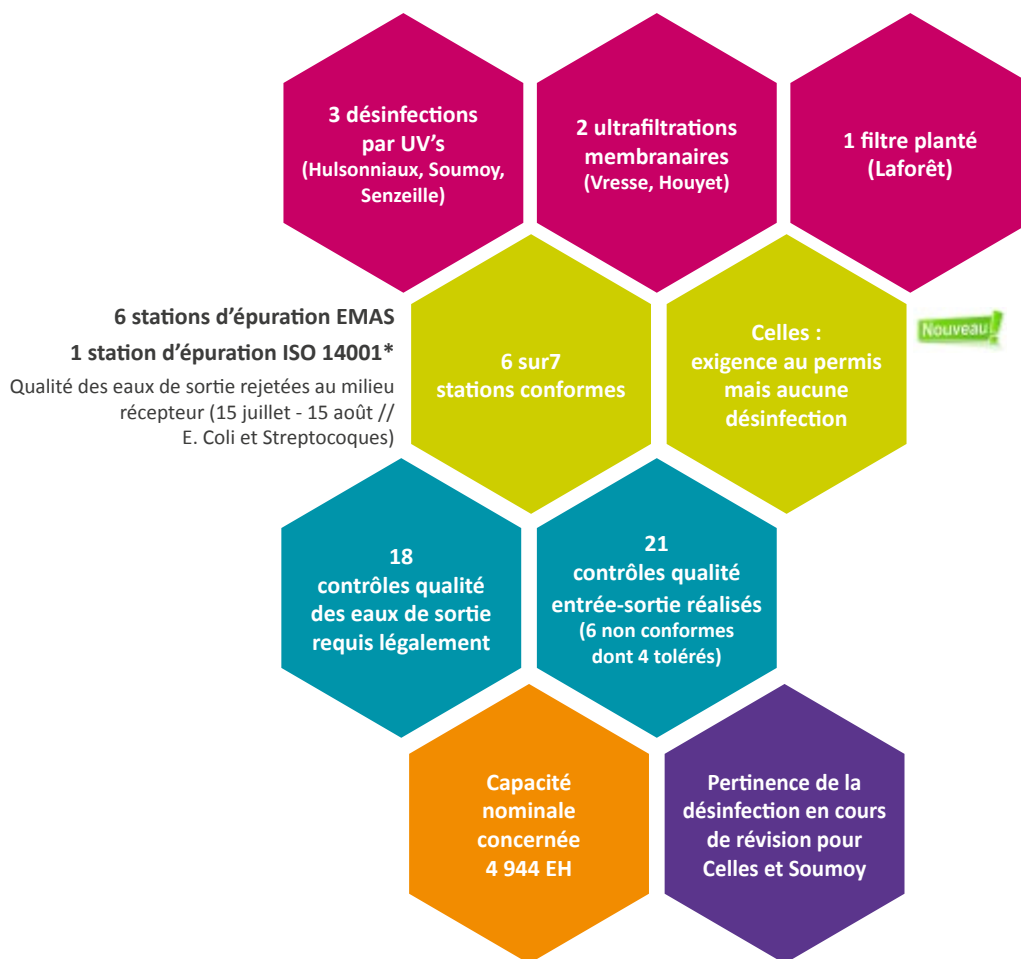 3 désinfections
par UV's
(Hulsonniaux, Soumoy,
Senzeille)
2 ultrafiltrations
membranaires
(Vresse, Houyet)
1 filtre planté
(Laforêt)
6 stations d'épuration EMAS
1 station d'épuration ISO 14001*
Qualité des eaux de sortie rejetées au milieu
récepteur (15 juillet - 15 août //
E. Coli et Streptocoques)
6 sur7
stations conformes
Celles :
exigence au permis
mais aucune
désinfection
Nouveau !
18
contrôles qualité
des eaux de sortie
requis légalement
21
contrôles qualité
entrée-sortie réalisés
(6 non conformes
dont 4 tolérés)
Capacité
nominale
concernée
4 944 EH
Pertinence de la
désinfection en cours
de révision pour
Celles et Soumoy